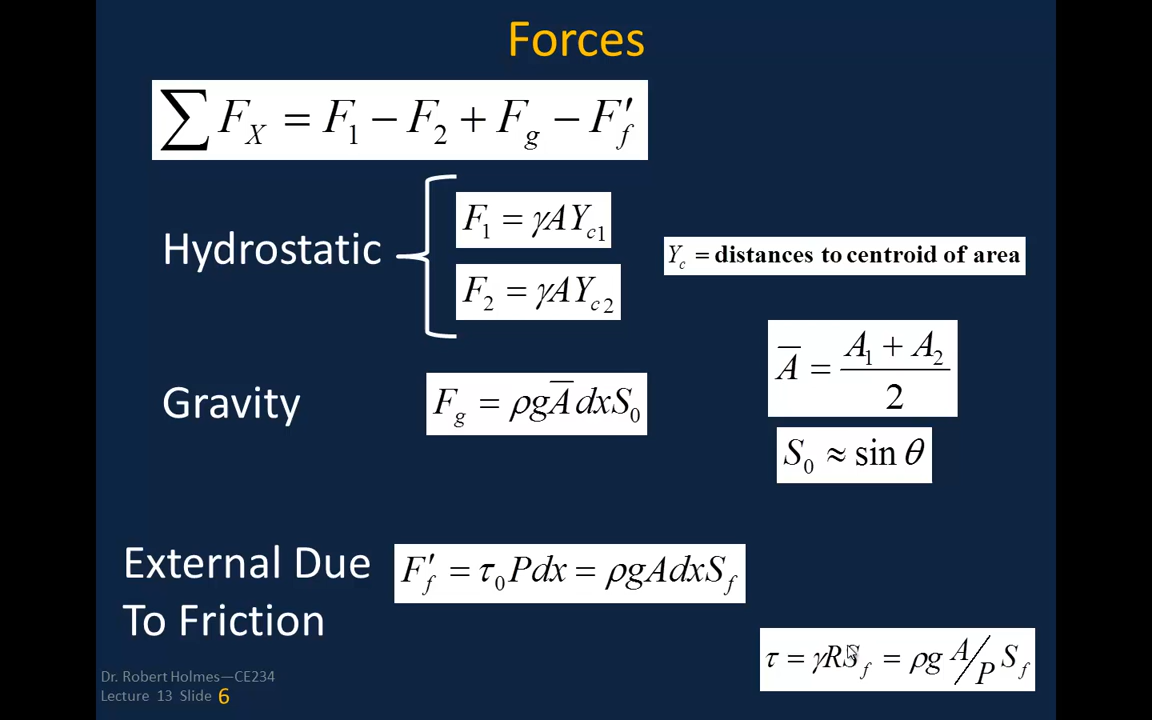 Forces
∑ F_X = F_1 − F_2 + F_g − F′_f
Hydrostatic
F_1 = γAY_c1
F_2 = γAY_c2
Y_c = distances to centroid of area
Gravity
F_g = ρgA̅dxS_0
A̅ = (A_1 + A_2)/2
S_0 ≈ sin θ
External Due
To Friction
F′_f = τ_0Pdx = ρgAdxS_f
τ = γRS_f = ρg A/P S_f
Dr. Robert Holmes—CE234
Lecture 13 Slide 6